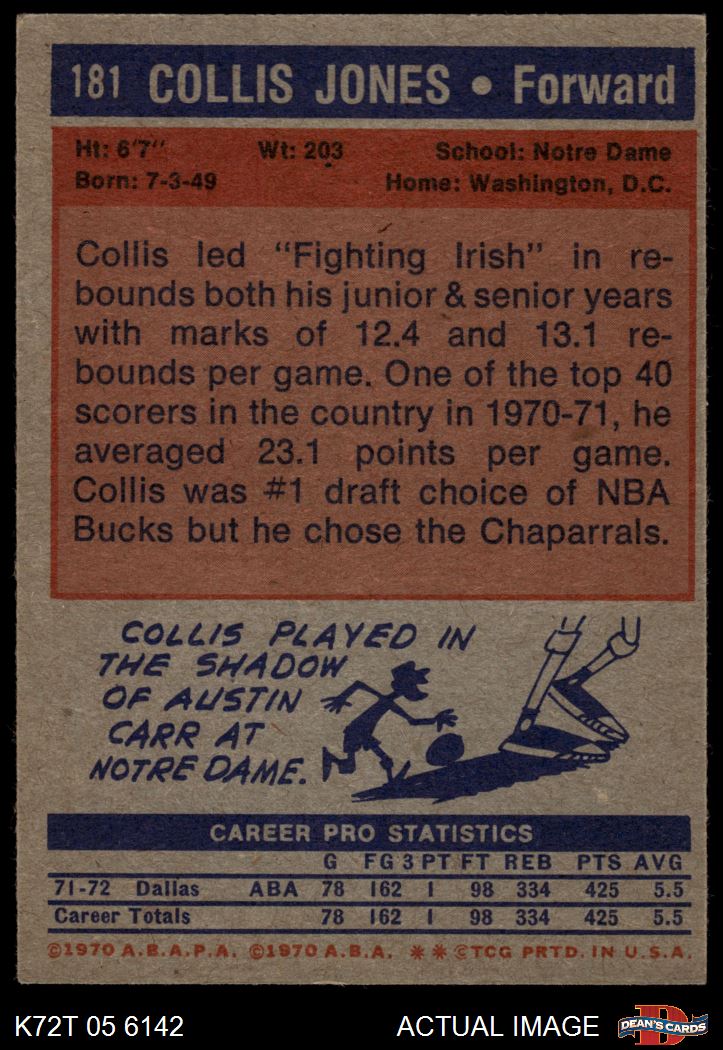 181 COLLIS JONES • Forward
Ht: 6'7" Wt: 203 School: Notre Dame
Born: 7-3-49 Home: Washington, D.C.
Collis led "Fighting Irish" in re-
bounds both his junior & senior years
with marks of 12.4 and 13.1 re-
bounds per game. One of the top 40
scorers in the country in 1970-71, he
averaged 23.1 points per game.
Collis was #1 draft choice of NBA
Bucks but he chose the Chaparrals.
COLLIS PLAYED IN
THE SHADOW
OF AUSTIN
CARR AT
NOTRE DAME.
CAREER PRO STATISTICS
G FG 3 PT FT REB PTS AVG
71-72 Dallas ABA 78 162 1 98 334 425 5.5
Career Totals 78 162 1 98 334 425 5.5
©1970 A.B.A.P.A. ©1970 A.B.A. ** ©TCG PRTD. IN U.S.A.
K72T 05 6142 ACTUAL IMAGE D DEAN'S CARDS